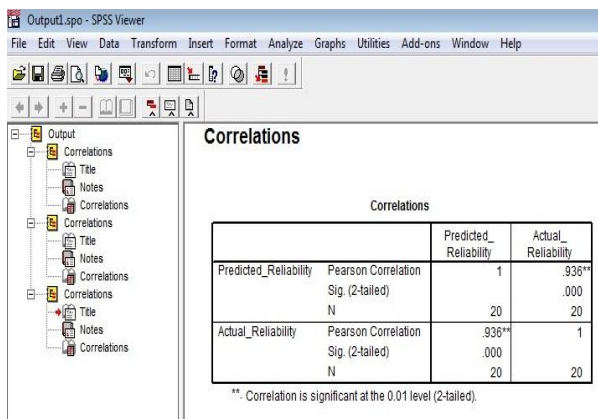 Output1.spo - SPSS Viewer
File Edit View Data Transform Insert Format Analyze Graphs Utilities Add-ons Window Help
Output
Correlations
Title
Notes
Correlations
Correlations
Title
Notes
Correlations
Correlations
Title
Notes
Correlations
Correlations
Correlations
Predicted_ Actual_
Reliability Reliability
Predicted_Reliability Pearson Correlation 1 .936**
Sig. (2-tailed) .000
N 20 20
Actual_Reliability Pearson Correlation .936** 1
Sig. (2-tailed) .000
N 20 20
**. Correlation is significant at the 0.01 level (2-tailed).